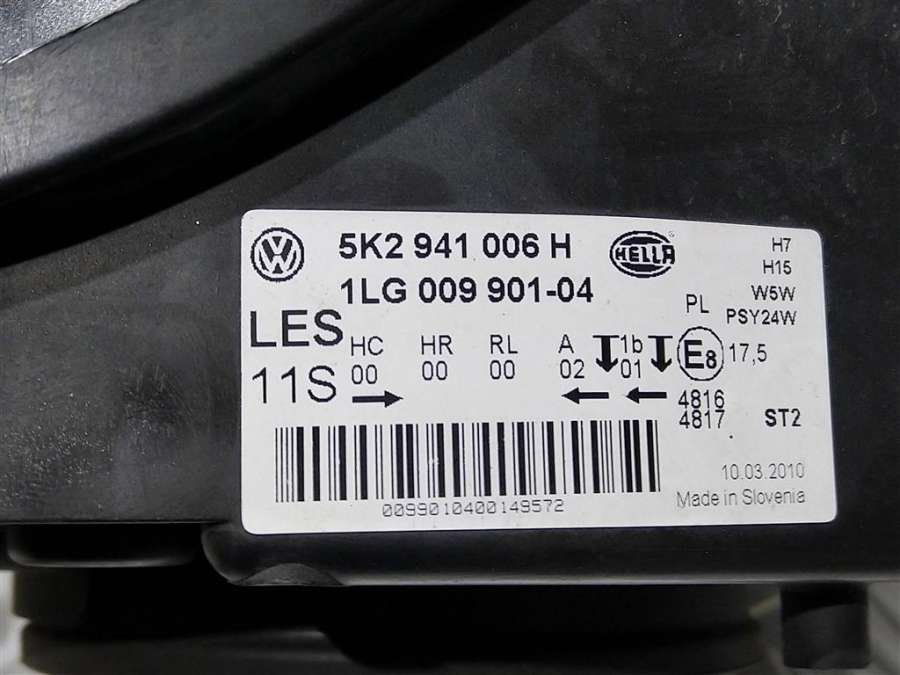 VW 5K2 941 006 H HELLA H7
1LG 009 901-04 H15
W5W
PL PSY24W
LES HC HR RL A 1b
11S 00 00 00 02 01 E8 17,5
→ ← ← 4816
4817 ST2
10.03.2010
Made in Slovenia
0099010400149572